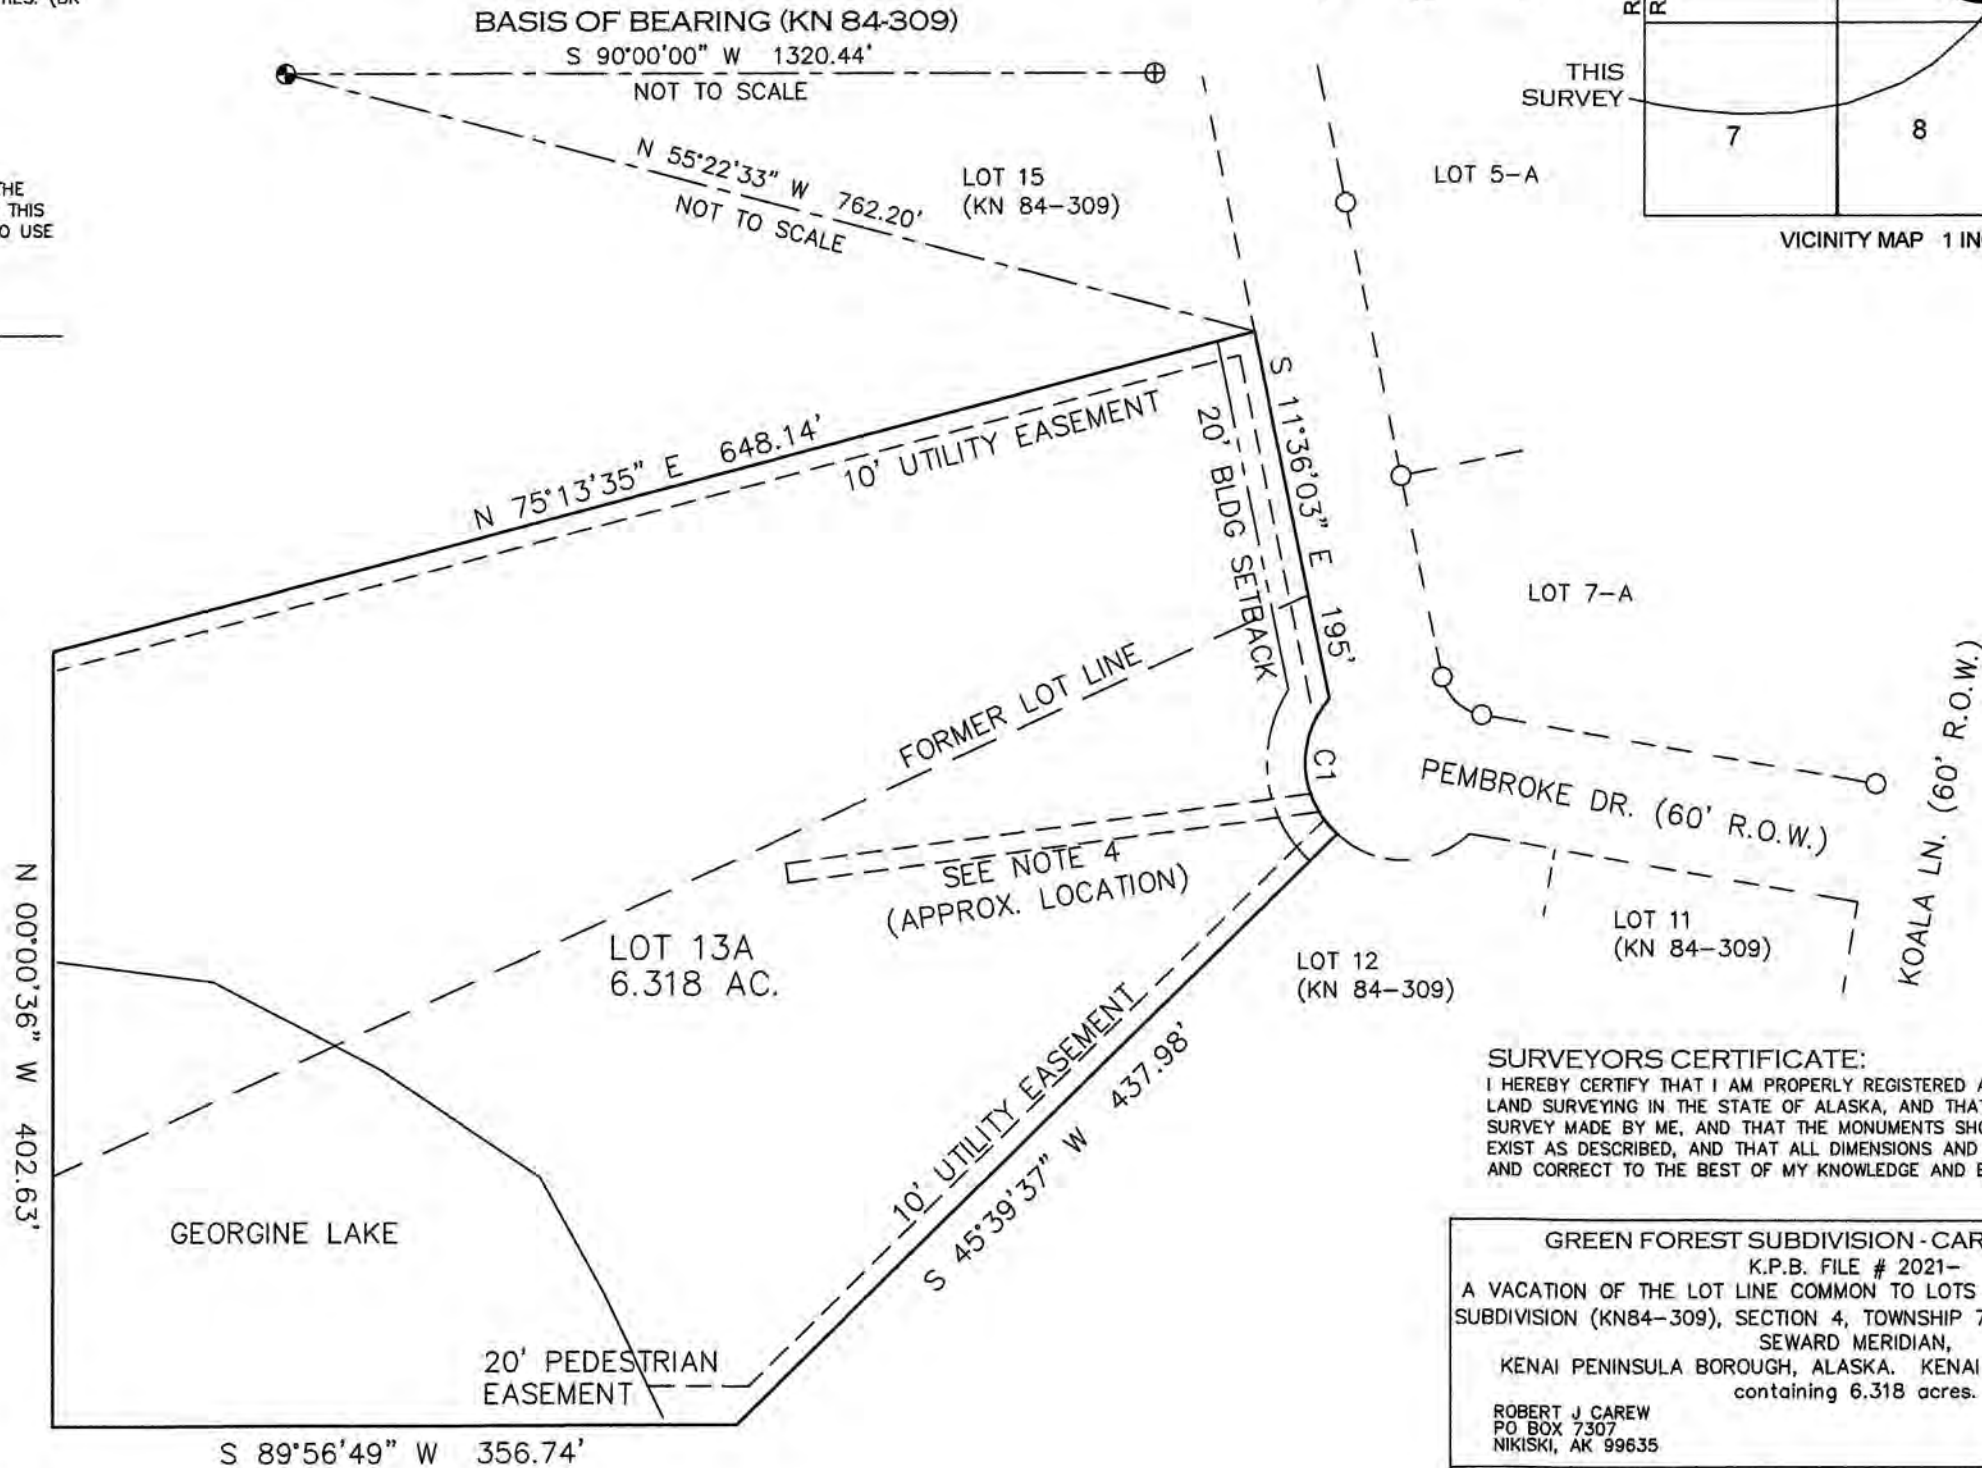 BASIS OF BEARING (KN 84-309)
S 90°00'00" W 1320.44'
NOT TO SCALE
N 55°22'33" W 762.20'
NOT TO SCALE
LOT 15
(KN 84-309)
THE
THIS
O USE
R R
THIS
SURVEY
7
8
VICINITY MAP 1 IN
LOT 5-A
S 11°36'03" E 195'
20' BLDG SETBACK
N 75°13'35" E 648.14'
10' UTILITY EASEMENT
LOT 7-A
FORMER LOT LINE
C1
PEMBROKE DR. (60' R.O.W.)
KOALA LN. (60' R.O.W.)
SEE NOTE 4
(APPROX. LOCATION)
LOT 13A
6.318 AC.
LOT 11
(KN 84-309)
LOT 12
(KN 84-309)
N 00°00'36" W 402.63'
10' UTILITY EASEMENT
S 45°39'37" W 437.98'
GEORGINE LAKE
20' PEDESTRIAN
EASEMENT
S 89°56'49" W 356.74'
SURVEYORS CERTIFICATE:
I HEREBY CERTIFY THAT I AM PROPERLY REGISTERED A
LAND SURVEYING IN THE STATE OF ALASKA, AND THAT
SURVEY MADE BY ME, AND THAT THE MONUMENTS SHO
EXIST AS DESCRIBED, AND THAT ALL DIMENSIONS AND
AND CORRECT TO THE BEST OF MY KNOWLEDGE AND B
GREEN FOREST SUBDIVISION - CAR
K.P.B. FILE # 2021-
A VACATION OF THE LOT LINE COMMON TO LOTS
SUBDIVISION (KN84-309), SECTION 4, TOWNSHIP 7
SEWARD MERIDIAN,
KENAI PENINSULA BOROUGH, ALASKA. KENAI
containing 6.318 acres.
ROBERT J CAREW
PO BOX 7307
NIKISKI, AK 99635